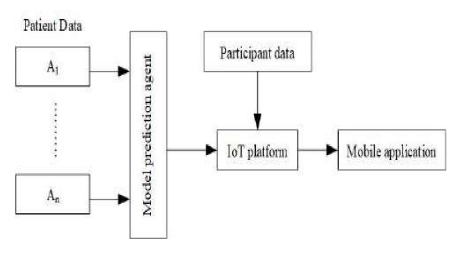 Patient Data
A1
An
Model prediction agent
Participant data
IoT platform
Mobile application